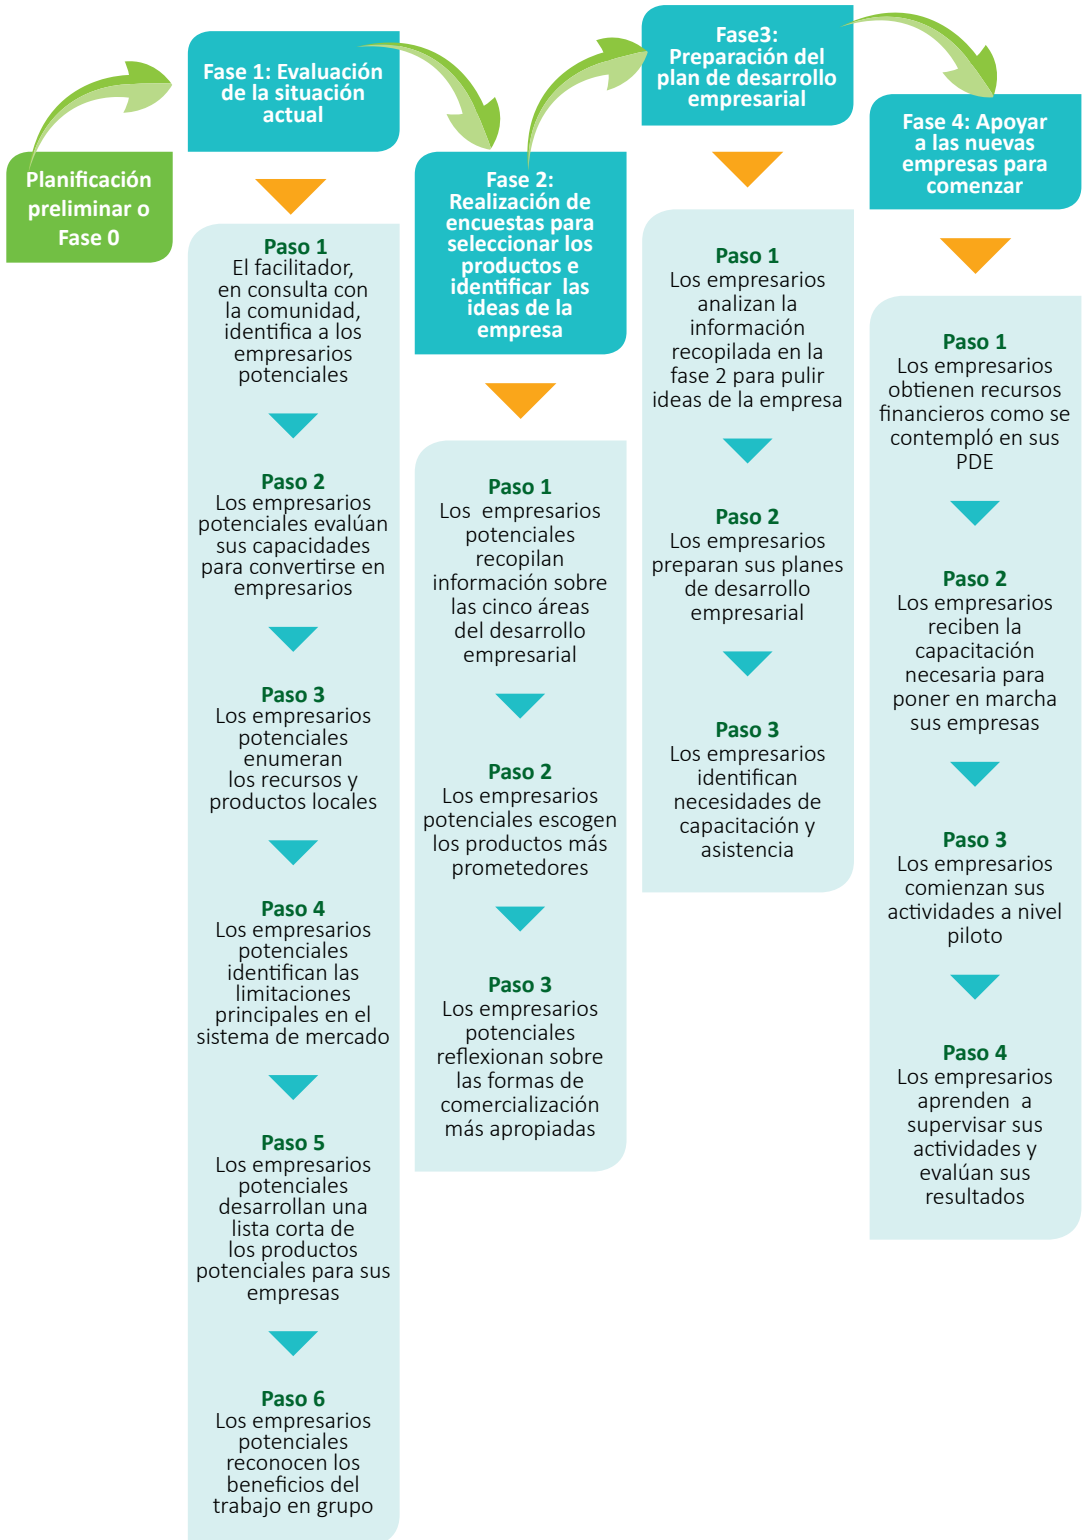 Planificación
preliminar o
Fase 0
Fase 1: Evaluación
de la situación
actual
Paso 1
El facilitador,
en consulta con
la comunidad,
identifica a los
empresarios
potenciales
Paso 2
Los empresarios
potenciales evalúan
sus capacidades
para convertirse en
empresarios
Paso 3
Los empresarios
potenciales
enumeran
los recursos y
productos locales
Paso 4
Los empresarios
potenciales
identifican las
limitaciones
principales en el
sistema de mercado
Paso 5
Los empresarios
potenciales
desarrollan una
lista corta de
los productos
potenciales para sus
empresas
Paso 6
Los empresarios
potenciales
reconocen los
beneficios del
trabajo en grupo
Fase 2:
Realización de
encuestas para
seleccionar los
productos e
identificar las
ideas de la
empresa
Paso 1
Los empresarios
potenciales
recopilan
información sobre
las cinco áreas
del desarrollo
empresarial
Paso 2
Los empresarios
potenciales escogen
los productos más
prometedores
Paso 3
Los empresarios
potenciales
reflexionan sobre
las formas de
comercialización
más apropiadas
Fase3:
Preparación del
plan de desarrollo
empresarial
Paso 1
Los empresarios
analizan la
información
recopilada en la
fase 2 para pulir
ideas de la empresa
Paso 2
Los empresarios
preparan sus planes
de desarrollo
empresarial
Paso 3
Los empresarios
identifican
necesidades de
capacitación y
asistencia
Fase 4: Apoyar
a las nuevas
empresas para
comenzar
Paso 1
Los empresarios
obtienen recursos
financieros como se
contempló en sus
PDE
Paso 2
Los empresarios
reciben la
capacitación
necesaria para
poner en marcha
sus empresas
Paso 3
Los empresarios
comienzan sus
actividades a nivel
piloto
Paso 4
Los empresarios
aprenden a
supervisar sus
actividades y
evalúan sus
resultados